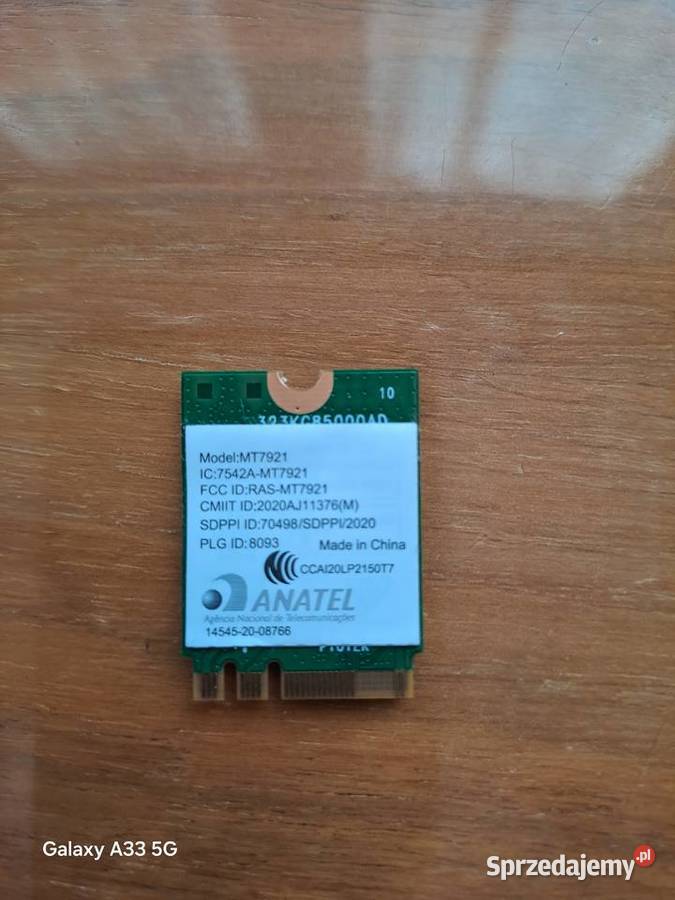 10
Model:MT7921
IC:7542A-MT7921
FCC ID:RAS-MT7921
CMIIT ID:2020AJ11376(M)
SDPPI ID:70498/SDPPI/2020
PLG ID:8093 Made in China
CCAI20LP2150T7
ANATEL
Agência Nacional de Telecomunicações
14545-20-08766
Galaxy A33 5G
Sprzedajemy.pl